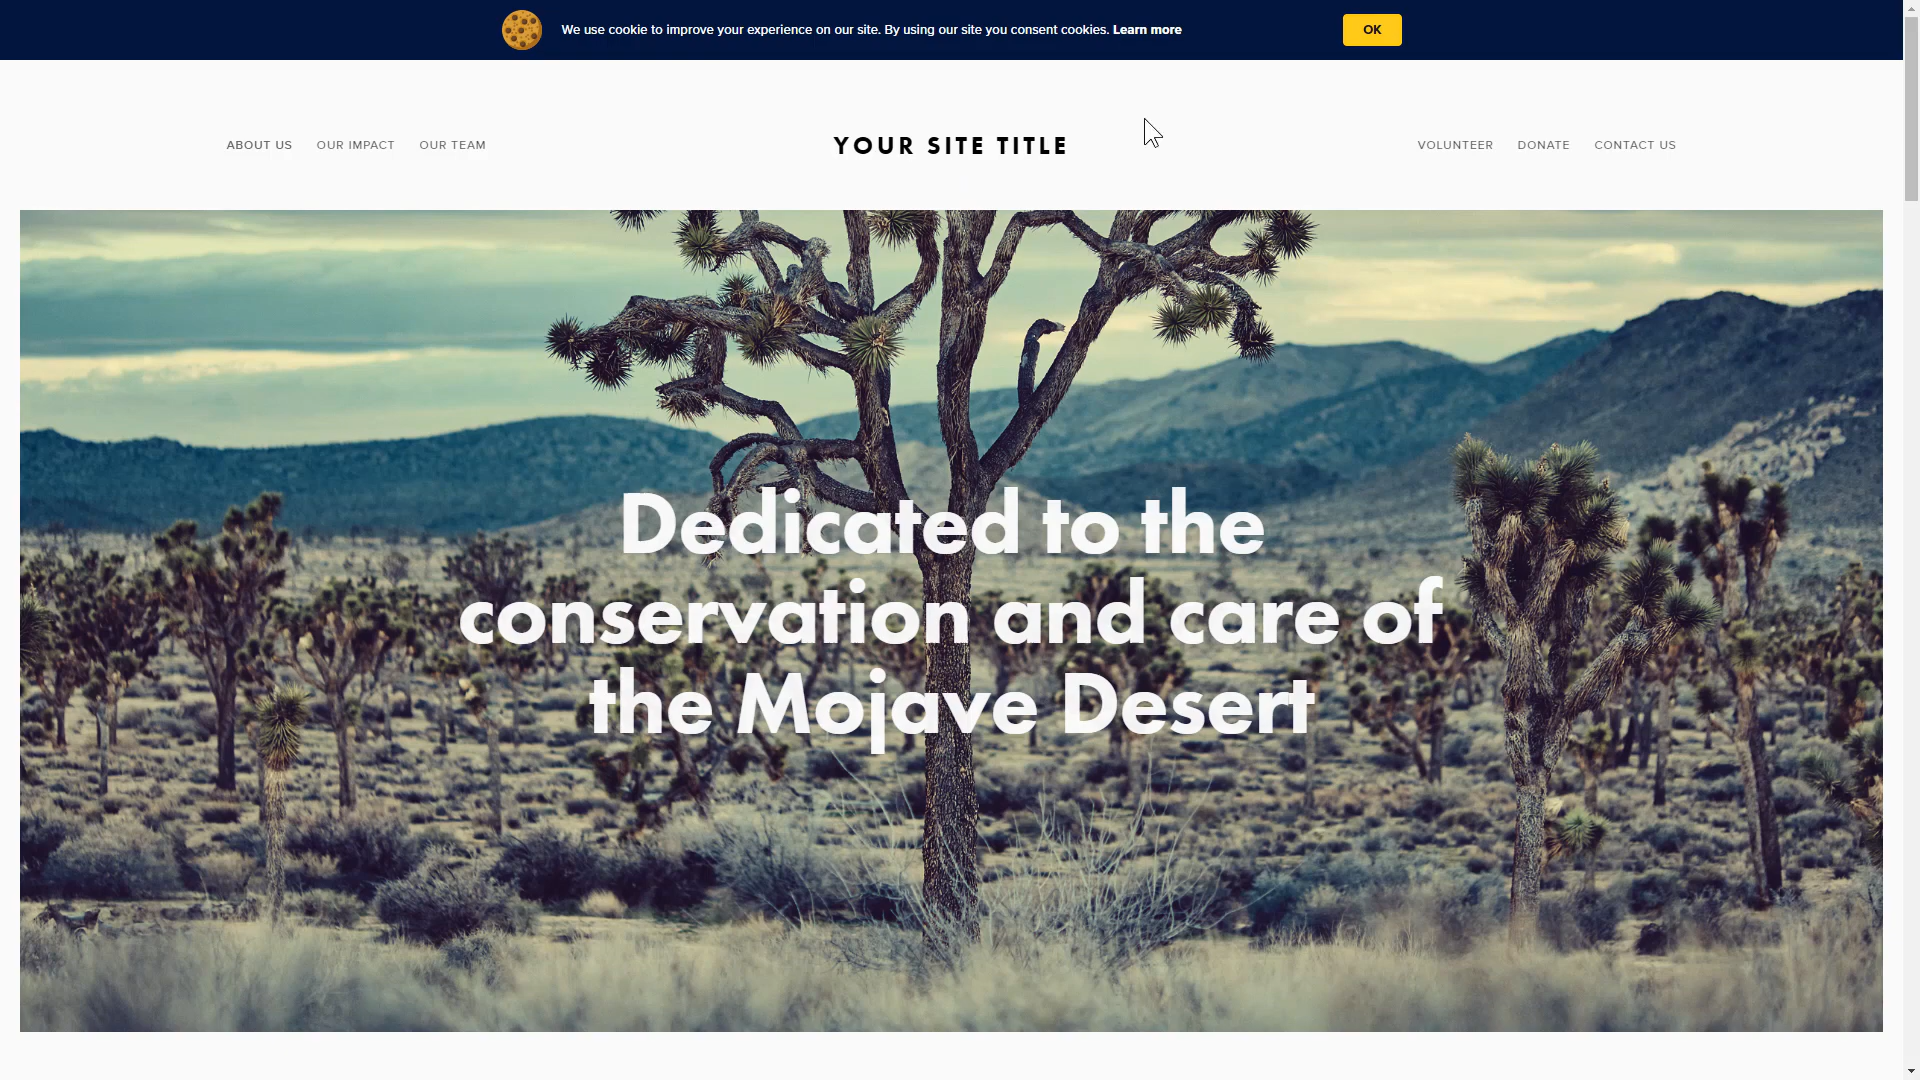 We use cookie to improve your experience on our site. By using our site you consent cookies. Learn more
OK
ABOUT US
OUR IMPACT
OUR TEAM
YOUR SITE TITLE
VOLUNTEER
DONATE
CONTACT US
Dedicated to the
conservation and care of
the Mojave Desert